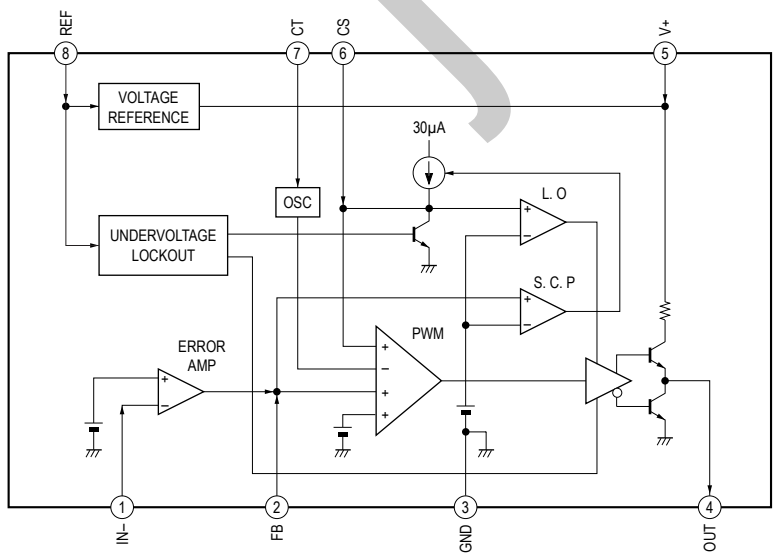 REF
CT
CS
V+
8
7
6
5
VOLTAGE
REFERENCE
30µA
OSC
L. O
+
−
UNDERVOLTAGE
LOCKOUT
S. C. P
+
−
PWM
ERROR
AMP
+
−
+
−
+
+
1
2
3
4
IN−
FB
GND
OUT